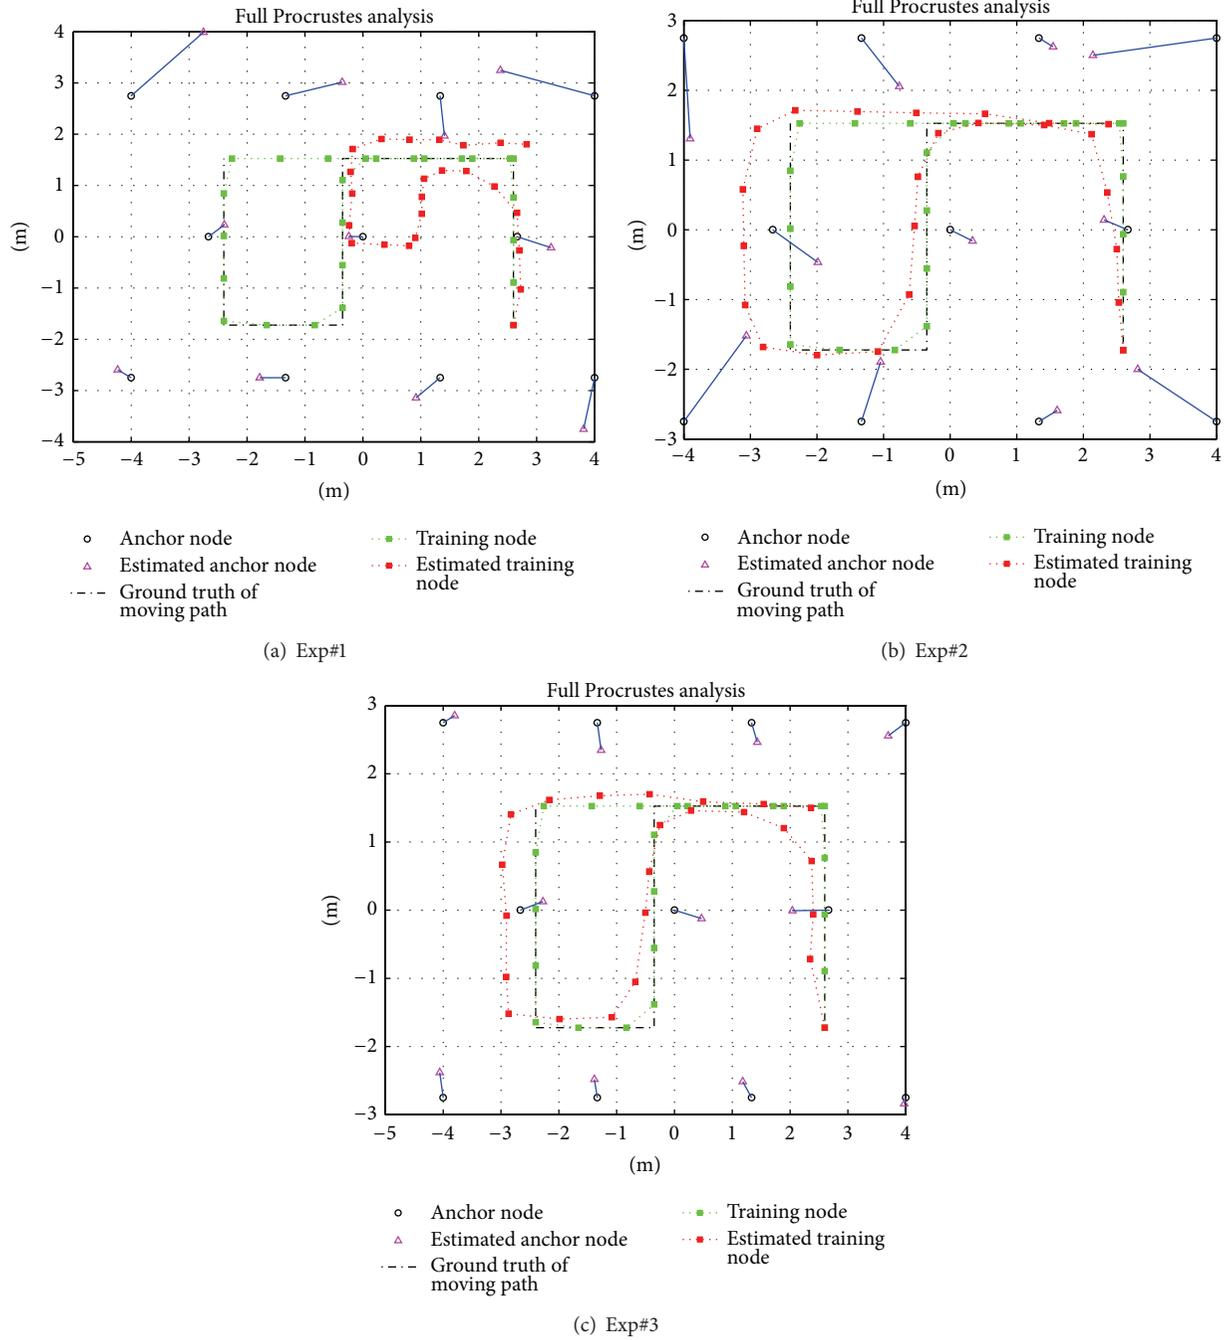 Full Procrustes analysis
4
3
2
1
0
−1
−2
−3
−4
(m)
−5 −4 −3 −2 −1 0 1 2 3 4
(m)
Anchor node
Estimated anchor node
Ground truth of
moving path
Training node
Estimated training
node
(a) Exp#1
Full Procrustes analysis
3
2
1
0
−1
−2
−3
(m)
−4 −3 −2 −1 0 1 2 3 4
(m)
Anchor node
Estimated anchor node
Ground truth of
moving path
Training node
Estimated training
node
(b) Exp#2
Full Procrustes analysis
3
2
1
0
−1
−2
−3
(m)
−5 −4 −3 −2 −1 0 1 2 3 4
(m)
Anchor node
Estimated anchor node
Ground truth of
moving path
Training node
Estimated training
node
(c) Exp#3